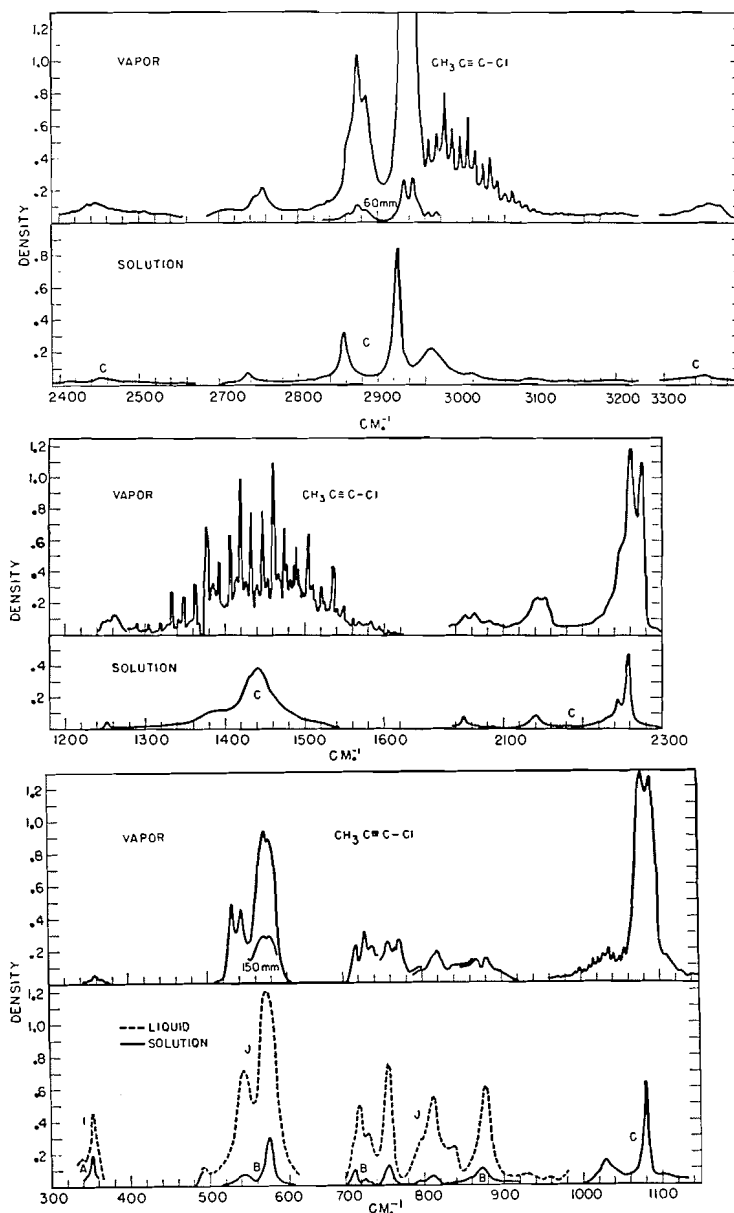 1.2
VAPOR
CH3 C≡ C-Cl
1.0
.8
.6
.4
60mm
.2
DENSITY
SOLUTION
.8
.6
.4
C
.2
C
C
2400 2500 2600 2700 2800 2900 3000 3100 3200 3300
CM.-1
1.2
VAPOR
CH3 C≡ C-Cl
1.0
.8
.6
.4
.2
DENSITY
SOLUTION
.4
C
.2
C
1200 1300 1400 1500 1600 2100 2300
CM.-1
1.2
VAPOR
CH3 C≡ C-Cl
1.0
.8
.6
.4
.2
150mm
DENSITY
1.2
LIQUID
SOLUTION
1.0
J
.8
.6
J
C
.4
I
.2
A
B
B
B
300 400 500 600 700 800 900 1000 1100
CM.-1